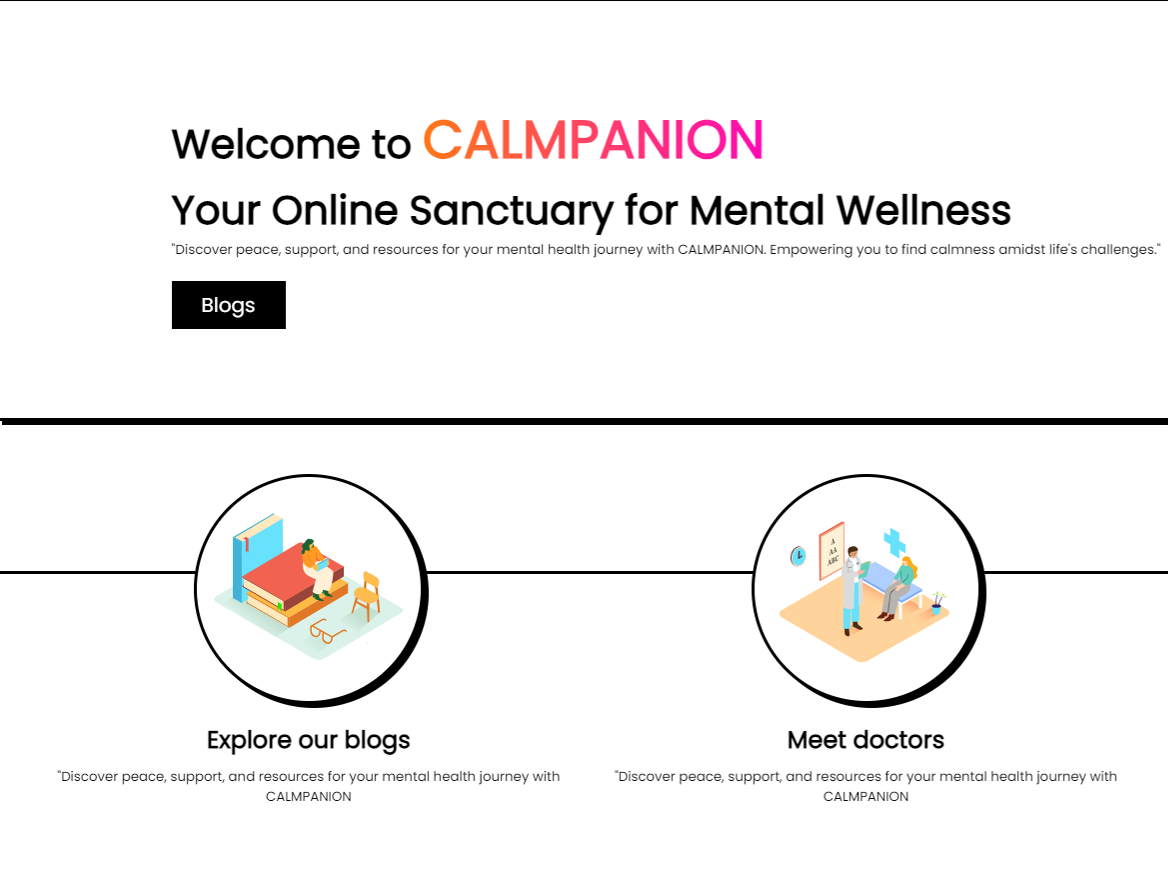 Welcome to CALMPANION
Your Online Sanctuary for Mental Wellness
"Discover peace, support, and resources for your mental health journey with CALMPANION. Empowering you to find calmness amidst life's challenges."
Blogs
A
AA
ABC
Explore our blogs
"Discover peace, support, and resources for your mental health journey with
CALMPANION
Meet doctors
"Discover peace, support, and resources for your mental health journey with
CALMPANION